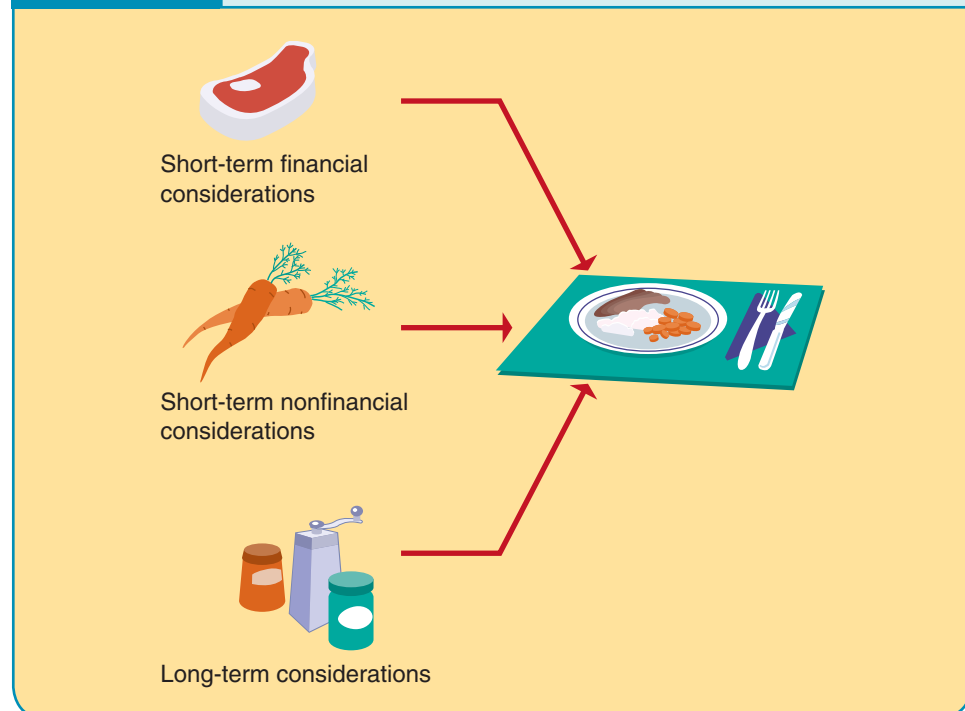 Short-term financial
considerations
Short-term nonfinancial
considerations
Long-term considerations